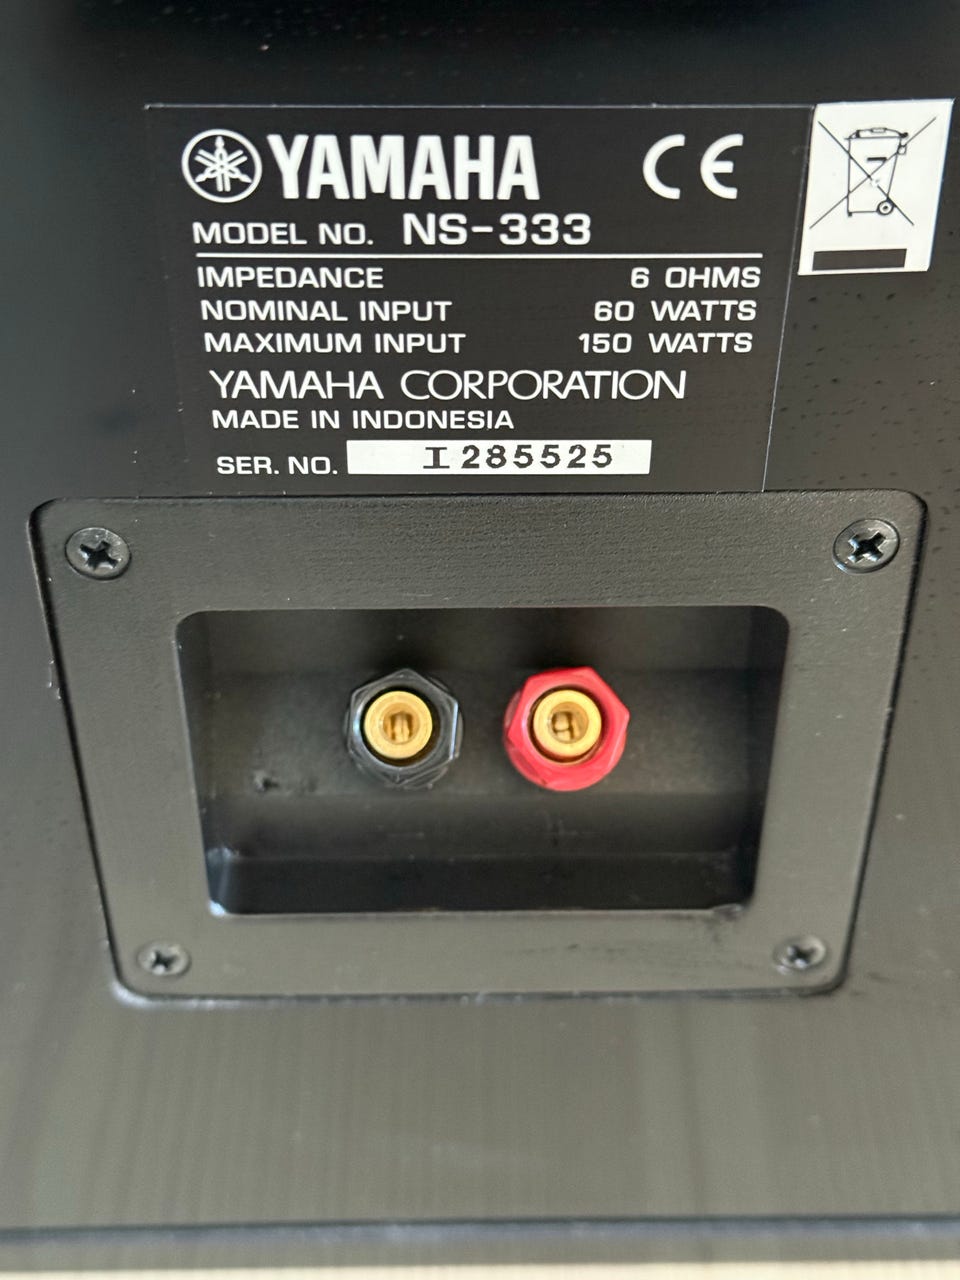 YAMAHA CE
MODEL NO. NS-333
IMPEDANCE 6 OHMS
NOMINAL INPUT 60 WATTS
MAXIMUM INPUT 150 WATTS
YAMAHA CORPORATION
MADE IN INDONESIA
SER. NO. I285525